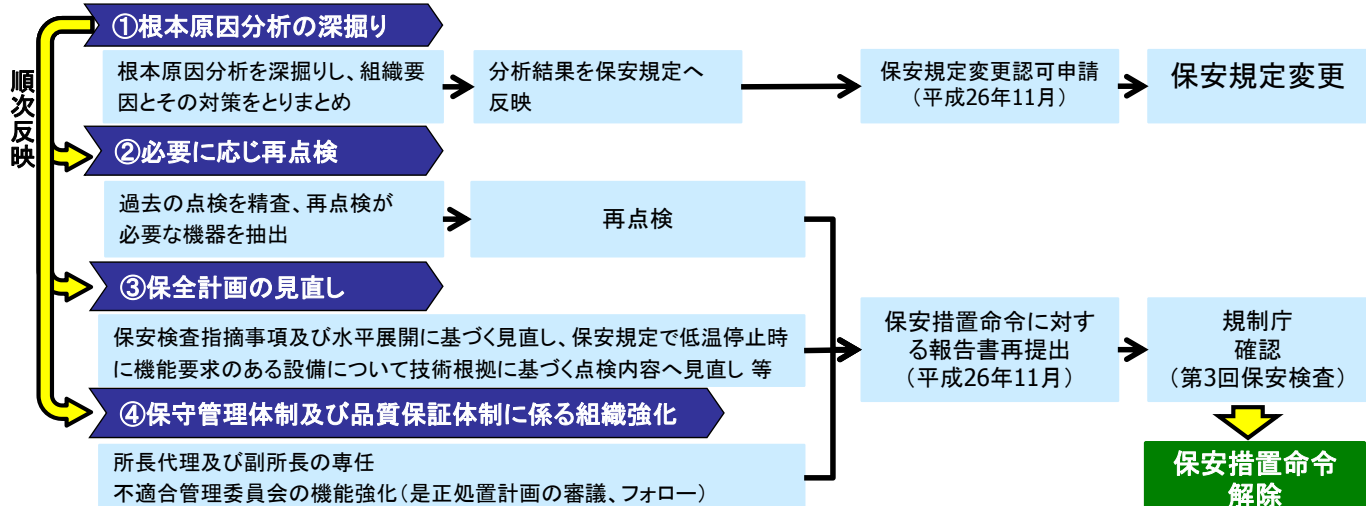 順次反映
①根本原因分析の深掘り
根本原因分析を深掘りし、組織要
因とその対策をとりまとめ
分析結果を保安規定へ
反映
保安規定変更認可申請
（平成26年11月）
保安規定変更
②必要に応じ再点検
過去の点検を精査、再点検が
必要な機器を抽出
再点検
③保全計画の見直し
保安検査指摘事項及び水平展開に基づく見直し、保安規定で低温停止時
に機能要求のある設備について技術根拠に基づく点検内容へ見直し 等
保安措置命令に対す
る報告書再提出
（平成26年11月）
規制庁
確認
（第3回保安検査）
④保守管理体制及び品質保証体制に係る組織強化
所長代理及び副所長の専任
不適合管理委員会の機能強化（是正処置計画の審議、フォロー）
保安措置命令
解除